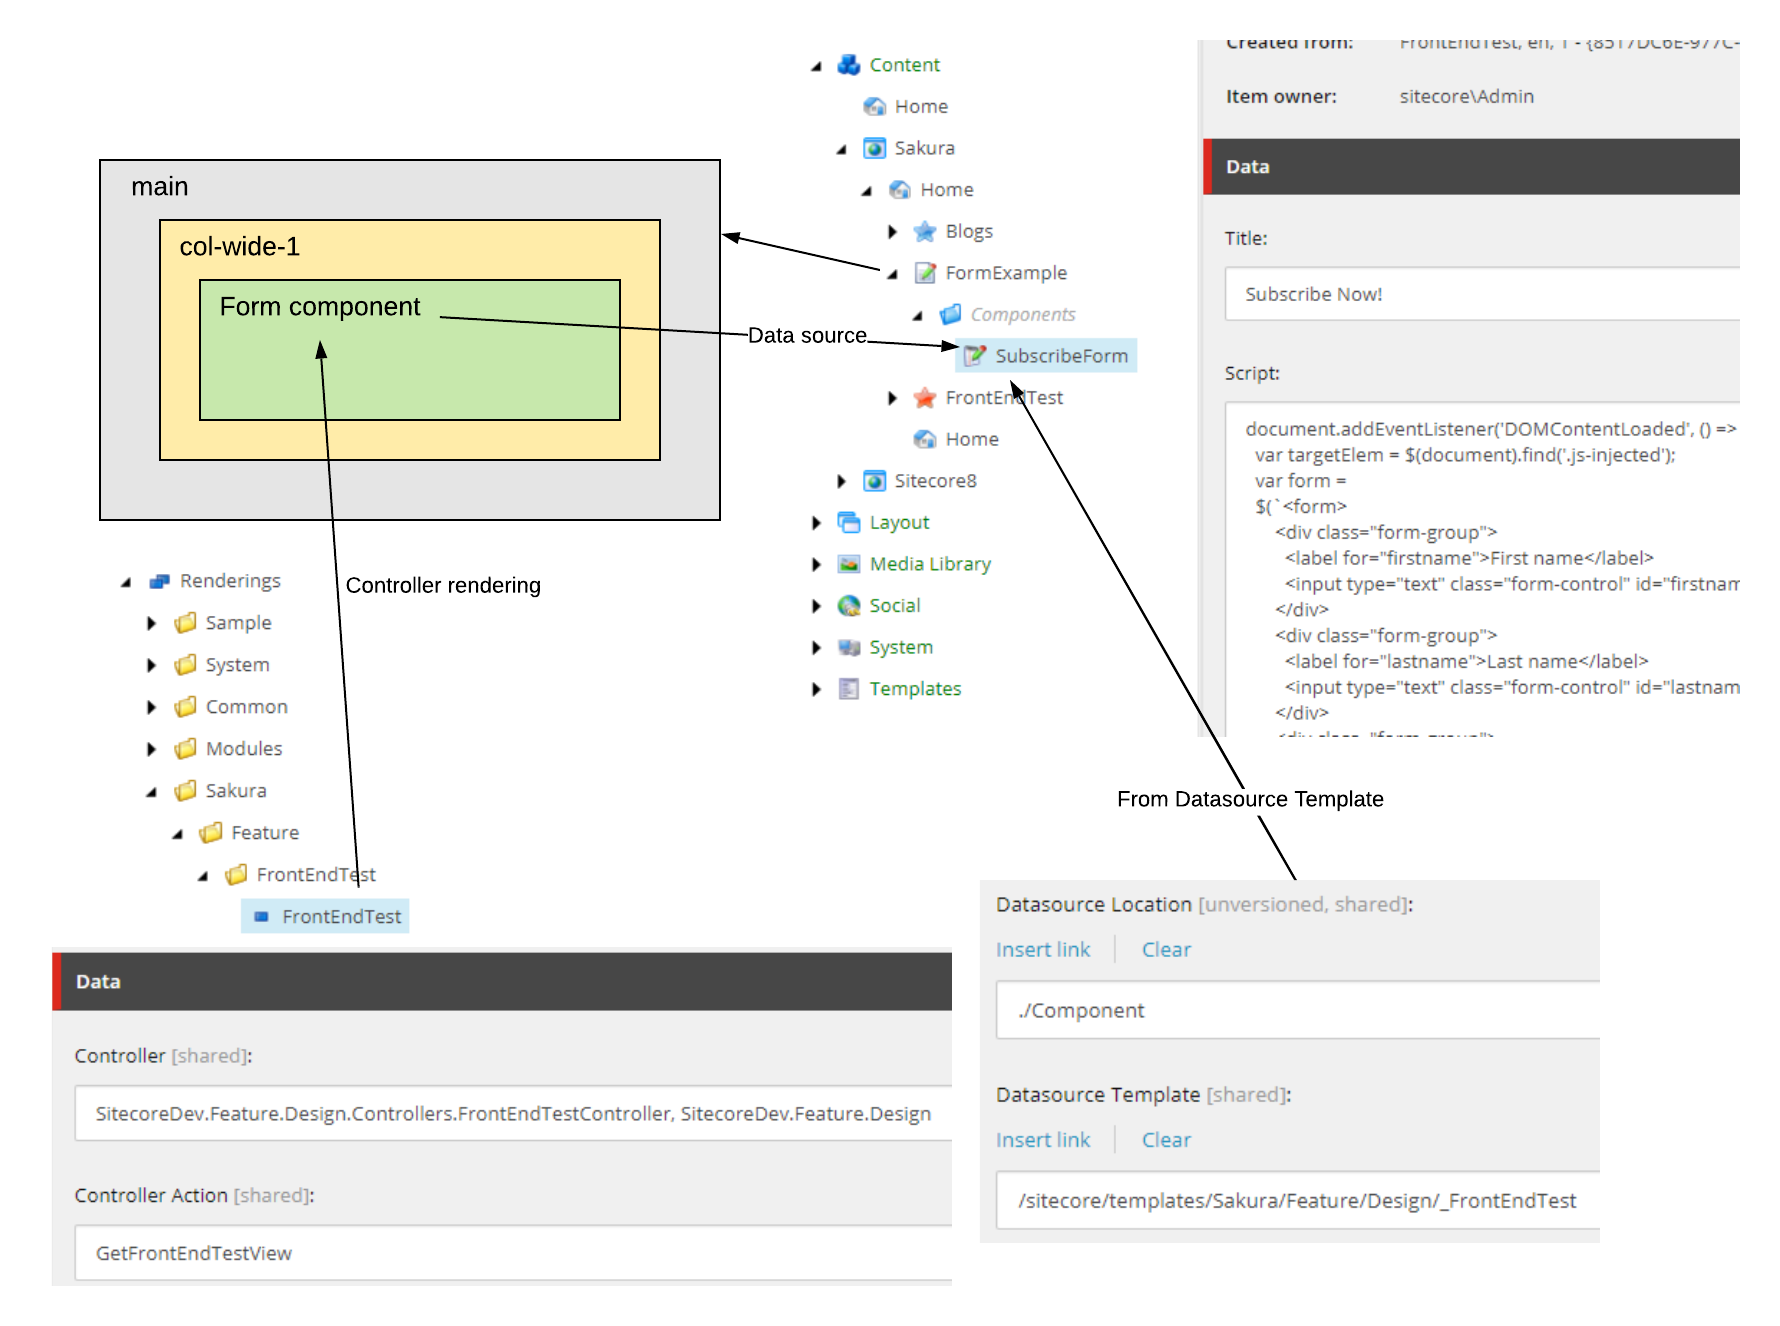 main
col-wide-1
Form component
Data source
Controller rendering
Renderings
Sample
System
Common
Modules
Sakura
Feature
FrontEndTest
FrontEndTest
Data
Controller [shared]:
SitecoreDev.Feature.Design.Controllers.FrontEndTestController, SitecoreDev.Feature.Design
Controller Action [shared]:
GetFrontEndTestView
Content
Home
Sakura
Home
Blogs
FormExample
Components
SubscribeForm
FrontEndTest
Home
Sitecore8
Layout
Media Library
Social
System
Templates
Created from: FrontEndTest, en, 1 - {8517DC6E-977C-
Item owner: sitecore\Admin
Data
Title:
Subscribe Now!
Script:
document.addEventListener('DOMContentLoaded', () =>
var targetElem = $(document).find('.js-injected');
var form =
$(`<form>
<div class="form-group">
<label for="firstname">First name</label>
<input type="text" class="form-control" id="firstnam
</div>
<div class="form-group">
<label for="lastname">Last name</label>
<input type="text" class="form-control" id="lastnam
</div>
<div class="form-group">
From Datasource Template
Datasource Location [unversioned, shared]:
Insert link Clear
./Component
Datasource Template [shared]:
Insert link Clear
/sitecore/templates/Sakura/Feature/Design/_FrontEndTest